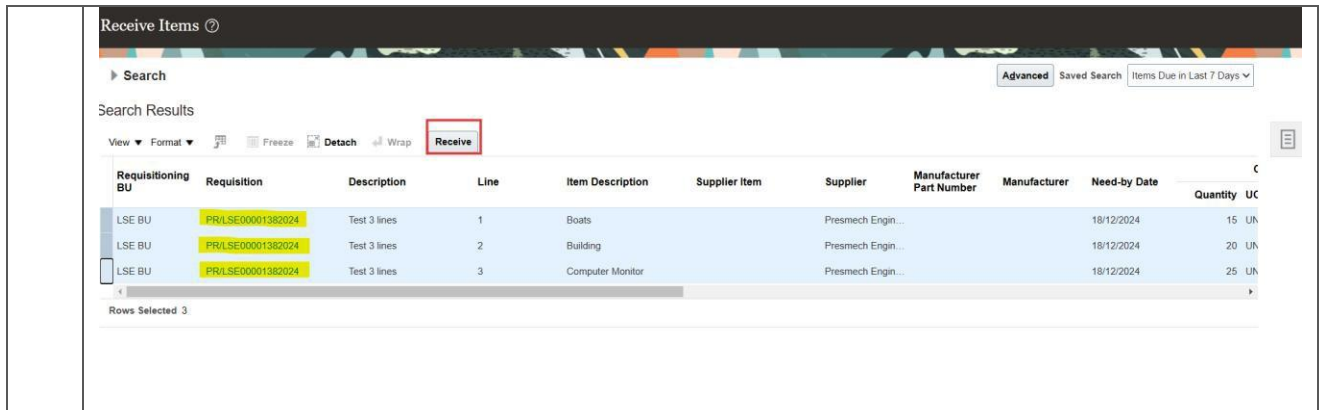 Receive Items
Search
Advanced Saved Search Items Due in Last 7 Days
Search Results
View Format Freeze Detach Wrap Receive
Requisitioning BU Requisition Description Line Item Description Supplier Item Supplier Manufacturer Part Number Manufacturer Need-by Date
Quantity
LSE BU PR/LSE00001382024 Test 3 lines 1 Boats Presmech Engin... 18/12/2024 15 UN
LSE BU PR/LSE00001382024 Test 3 lines 2 Building Presmech Engin... 18/12/2024 20 UN
LSE BU PR/LSE00001382024 Test 3 lines 3 Computer Monitor Presmech Engin... 18/12/2024 25 UN
Rows Selected 3